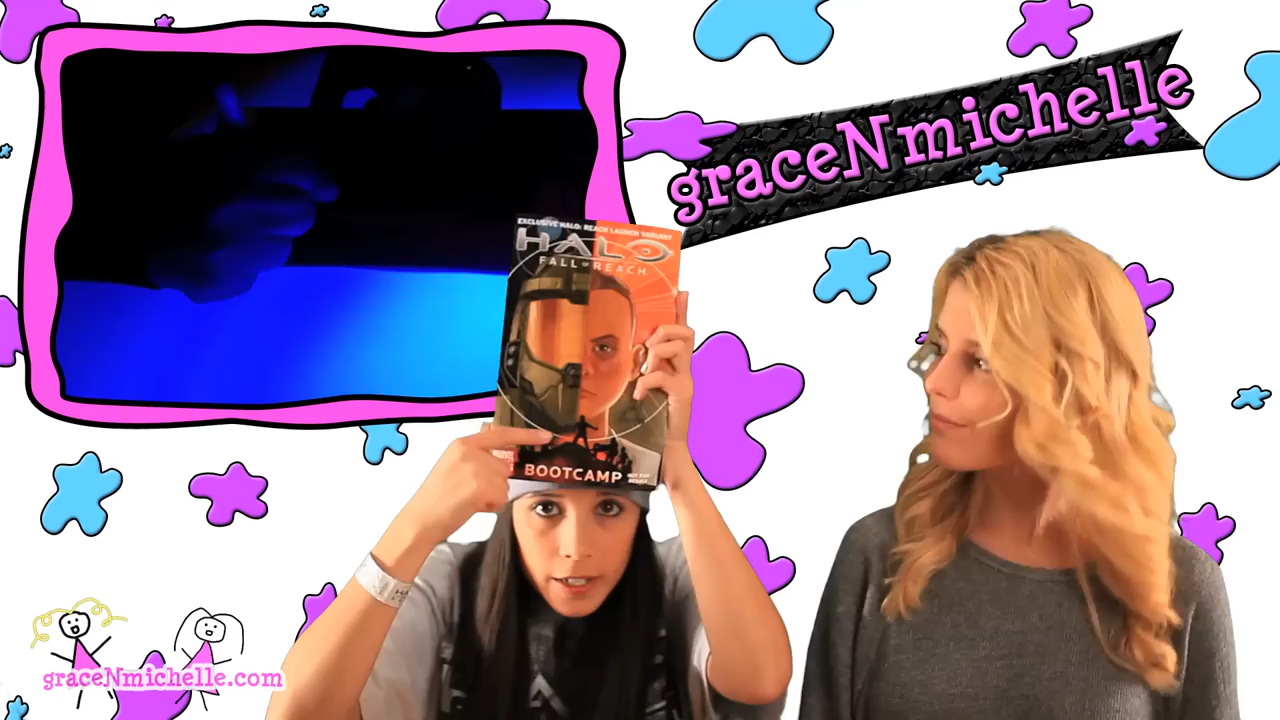 graceNmichelle
EXCLUSIVE HALO: REACH LAUNCH VARIANT
HALO
FALL OF REACH
BOOTCAMP
graceNmichelle.com